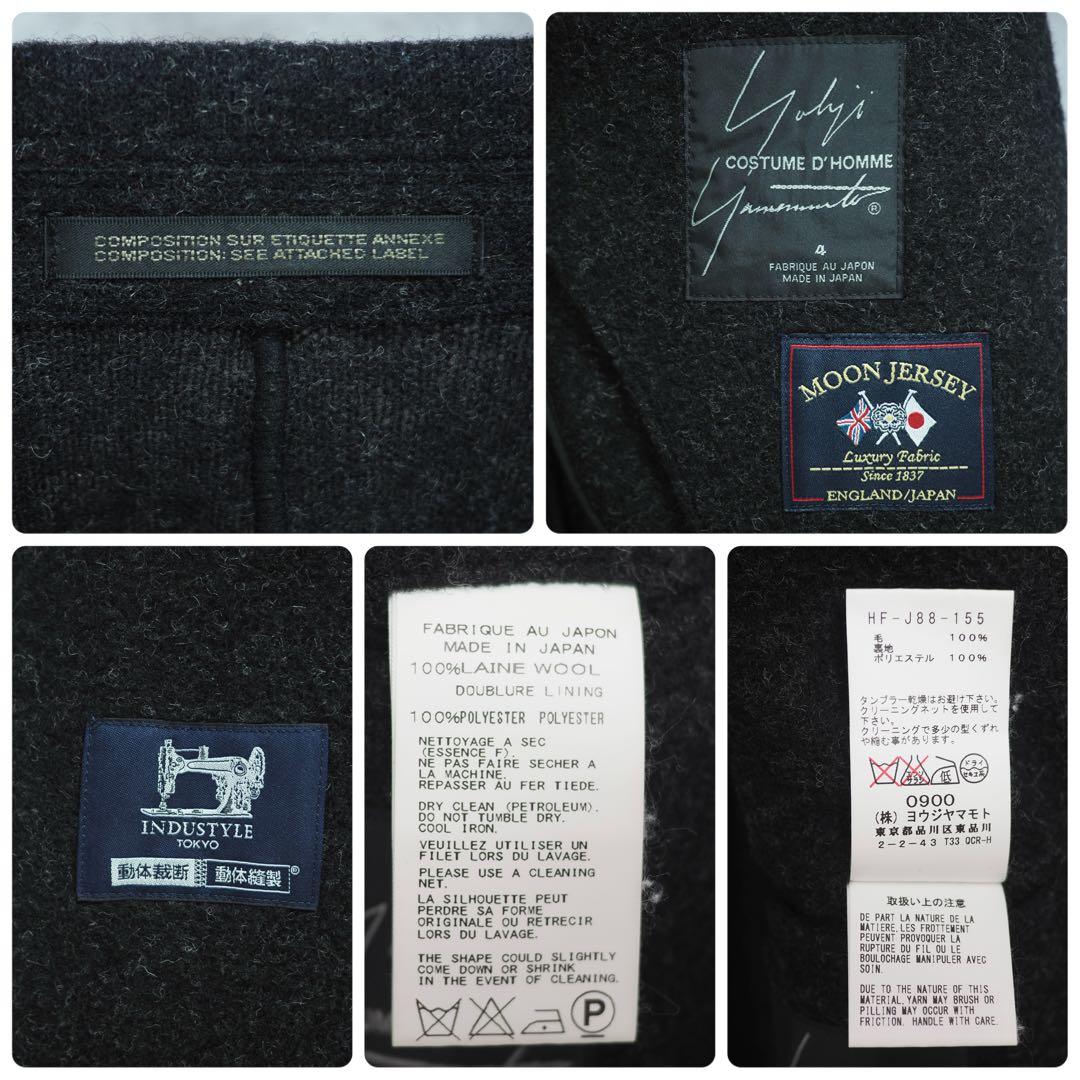 COMPOSITION SUR ETIQUETTE ANNEXE
COMPOSITION: SEE ATTACHED LABEL
Yohji
COSTUME D'HOMME
Yamamoto ®
4
FABRIQUE AU JAPON
MADE IN JAPAN
MOON JERSEY
Luxury Fabric
Since 1837
ENGLAND/JAPAN
INDUSTYLE
TOKYO
動体裁断 動体縫製®
FABRIQUE AU JAPON
MADE IN JAPAN
100%LAINE WOOL
DOUBLURE LINING
100%POLYESTER POLYESTER
NETTOYAGE A SEC
(ESSENCE F).
NE PAS FAIRE SECHER A
LA MACHINE.
REPASSER AU FER TIEDE.
DRY CLEAN (PETROLEUM).
DO NOT TUMBLE DRY.
COOL IRON.
VEUILLEZ UTILISER UN
FILET LORS DU LAVAGE.
PLEASE USE A CLEANING
NET.
LA SILHOUETTE PEUT
PERDRE SA FORME
ORIGINALE OU RETRECIR
LORS DU LAVAGE.
THE SHAPE COULD SLIGHTLY
COME DOWN OR SHRINK
IN THE EVENT OF CLEANING.
P
HF-J88-155
毛 100%
裏地
ポリエステル 100%
タンブラー乾燥はお避け下さい。
クリーニングネットを使用して
下さい。
クリーニングで多少の型くずれ
や縮む事があります。
エンソ サラシ 低 ドライ セキユ系
0900
(株) ヨウジヤマモト
東京都品川区東品川
2-2-43 T33 QCR-H
取扱い上の注意
DE PART LA NATURE DE LA
MATIERE,LES FROTTEMENT
PEUVENT PROVOQUER LA
RUPTURE DU FIL OU LE
BOULOCHAGE MANIPULER AVEC
SOIN.
DUE TO THE NATURE OF THIS
MATERIAL,YARN MAY BRUSH OR
PILLING MAY OCCUR WITH
FRICTION. HANDLE WITH CARE.